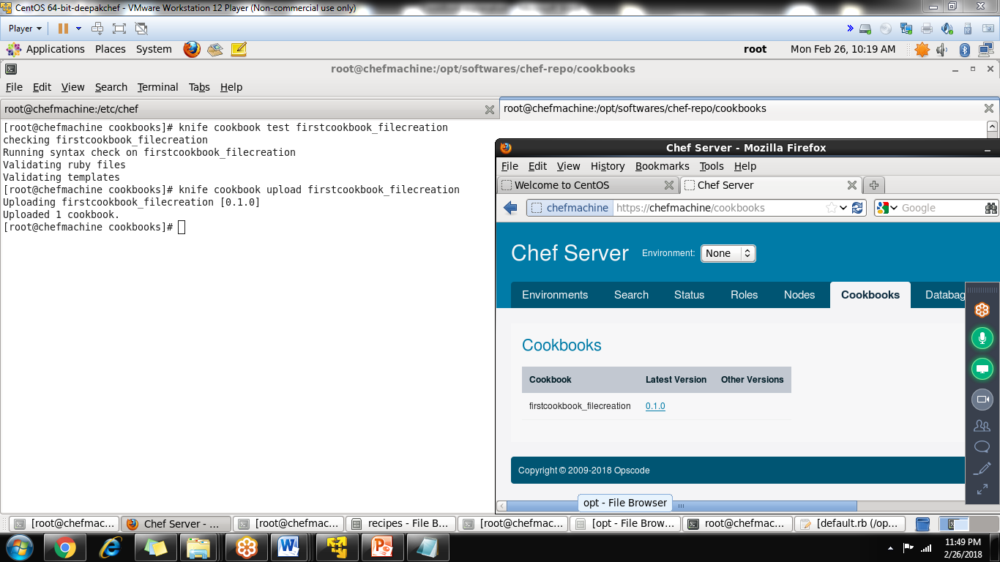 CentOS 64-bit-deepakchef - VMware Workstation 12 Player (Non-commercial use only)
Player
Applications Places System root Mon Feb 26, 10:19 AM
root@chefmachine:/opt/softwares/chef-repo/cookbooks
File Edit View Search Terminal Tabs Help
root@chefmachine:/etc/chef
root@chefmachine:/opt/softwares/chef-repo/cookbooks
[root@chefmachine cookbooks]# knife cookbook test firstcookbook_filecreation
checking firstcookbook_filecreation
Running syntax check on firstcookbook_filecreation
Validating ruby files
Validating templates
[root@chefmachine cookbooks]# knife cookbook upload firstcookbook_filecreation
Uploading firstcookbook_filecreation [0.1.0]
Uploaded 1 cookbook.
[root@chefmachine cookbooks]#
Chef Server - Mozilla Firefox
File Edit View History Bookmarks Tools Help
Welcome to CentOS
Chef Server
chefmachine https://chefmachine/cookbooks
Google
Chef Server Environment: None
Environments Search Status Roles Nodes Cookbooks Databag
Cookbooks
Cookbook Latest Version Other Versions
firstcookbook_filecreation 0.1.0
Copyright © 2009-2018 Opscode
opt - File Browser
[root@chefmac...
Chef Server - ...
[root@chefmac...
recipes - File B...
[root@chefmac...
[opt - File Brow...
root@chefmac...
[default.rb (/op...
11:49 PM
2/26/2018